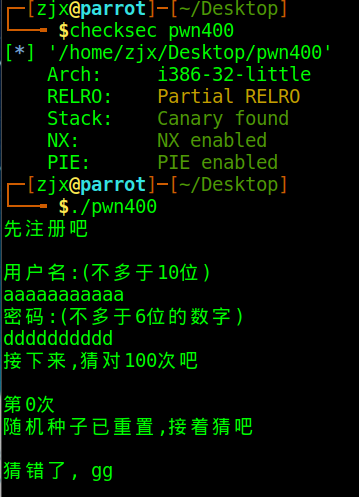 ┌─[zjx@parrot]─[~/Desktop]
└──╼ $checksec pwn400
[*] '/home/zjx/Desktop/pwn400'
Arch: i386-32-little
RELRO: Partial RELRO
Stack: Canary found
NX: NX enabled
PIE: PIE enabled
┌─[zjx@parrot]─[~/Desktop]
└──╼ $./pwn400
先注册吧
用户名:(不多于10位)
aaaaaaaaaaa
密码:(不多于6位的数字)
dddddddddd
接下来,猜对100次吧
第0次
随机种子已重置,接着猜吧
猜错了, gg